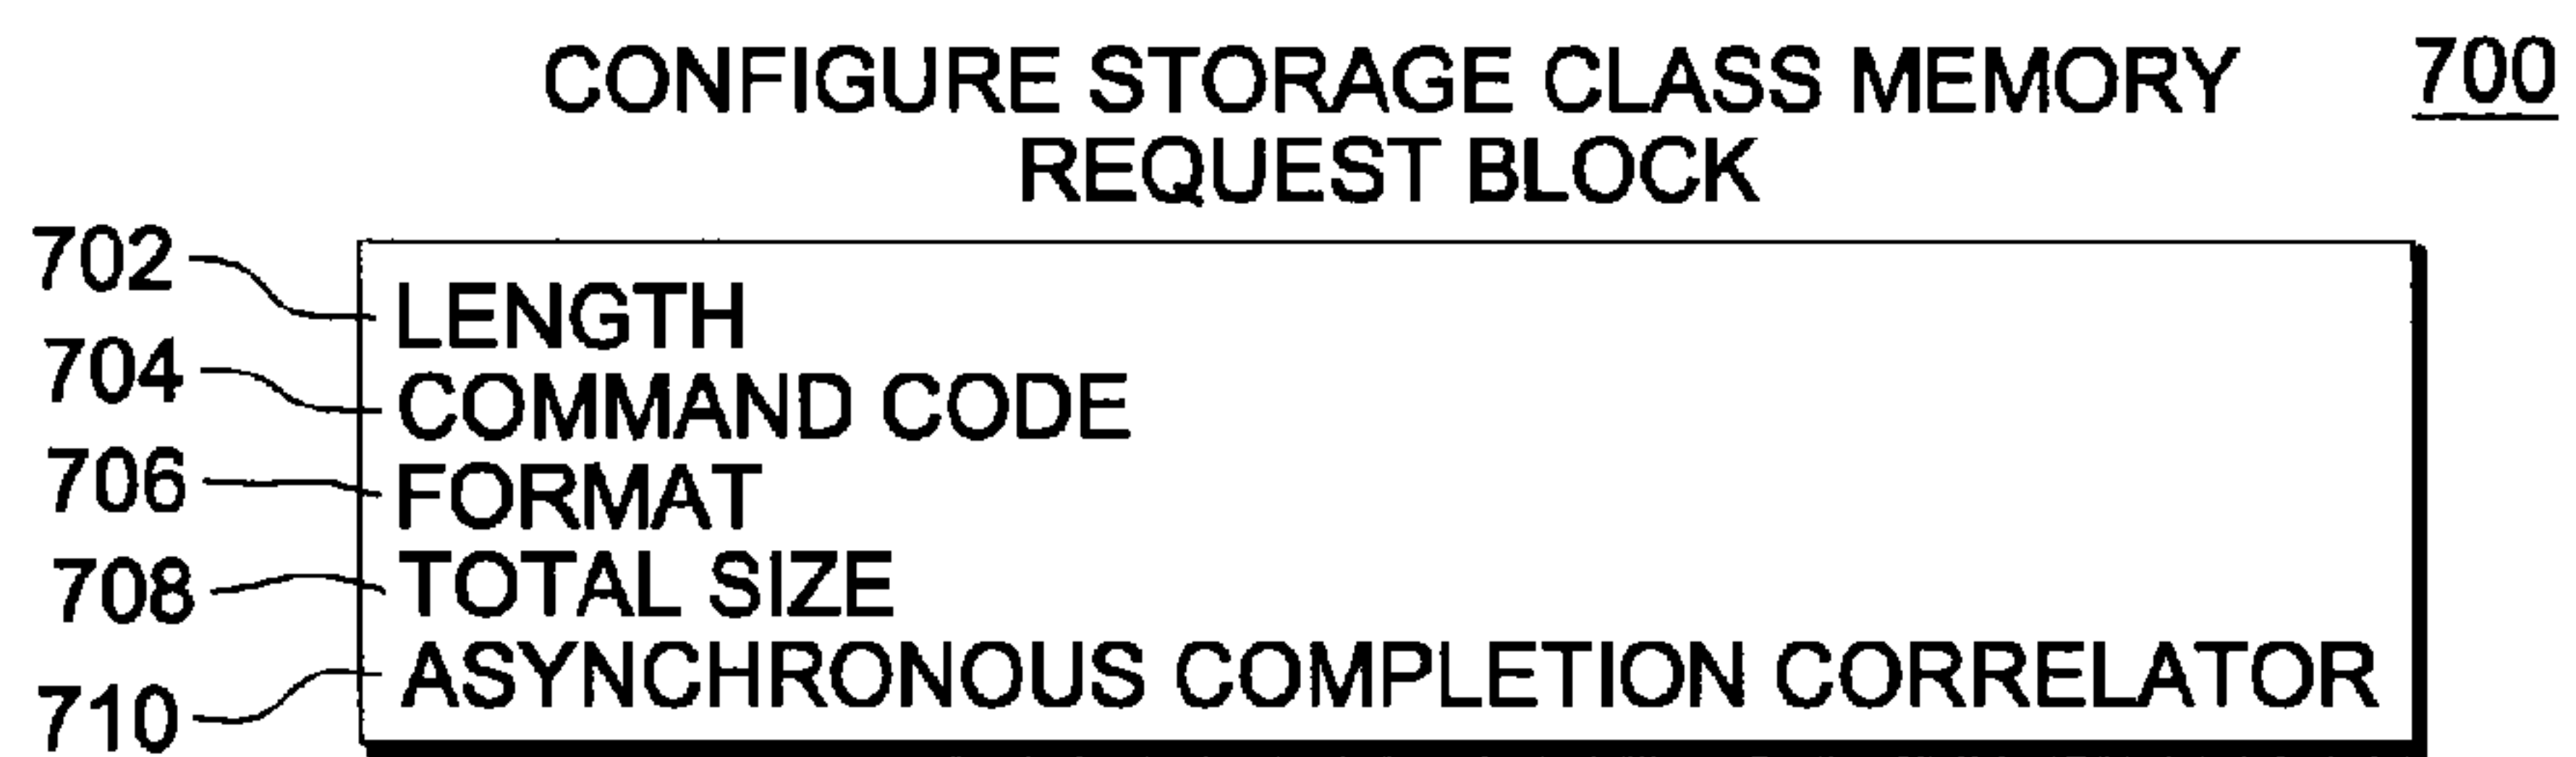 CONFIGURE STORAGE CLASS MEMORY 700
REQUEST BLOCK
702 LENGTH
704 COMMAND CODE
706 FORMAT
708 TOTAL SIZE
710 ASYNCHRONOUS COMPLETION CORRELATOR